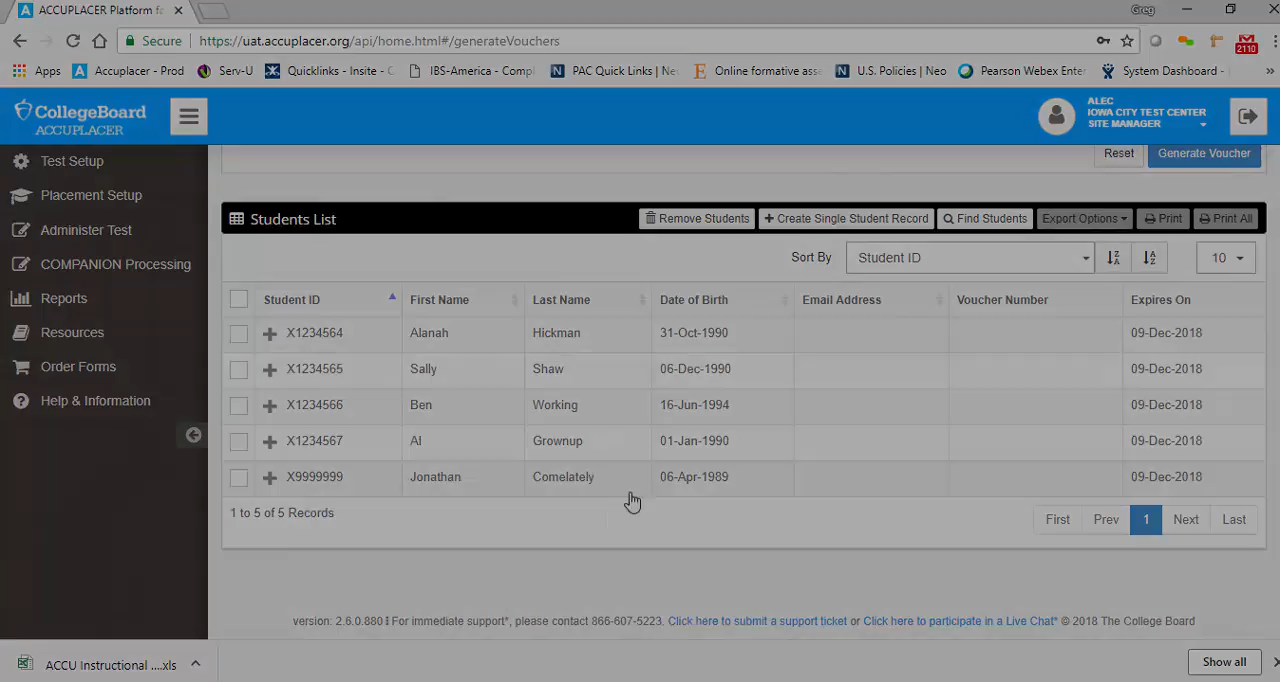 ACCUPLACER Platform fo
Greg
Secure
https://uat.accuplacer.org/api/home.html#/generateVouchers
2110
Apps
Accuplacer - Prod
Serv-U
Quicklinks - Insite - C
IBS-America - Compl
PAC Quick Links | Ne
Online formative asse
U.S. Policies | Neo
Pearson Webex Enter
System Dashboard -
CollegeBoard
ACCUPLACER
ALEC
IOWA CITY TEST CENTER
SITE MANAGER
Test Setup
Placement Setup
Administer Test
COMPANION Processing
Reports
Resources
Order Forms
Help & Information
Reset
Generate Voucher
Students List
Remove Students
Create Single Student Record
Find Students
Export Options
Print
Print All
Sort By
Student ID
10
Student ID First Name Last Name Date of Birth Email Address Voucher Number Expires On
X1234564 Alanah Hickman 31-Oct-1990 09-Dec-2018
X1234565 Sally Shaw 06-Dec-1990 09-Dec-2018
X1234566 Ben Working 16-Jun-1994 09-Dec-2018
X1234567 Al Grownup 01-Jan-1990 09-Dec-2018
X9999999 Jonathan Comelately 06-Apr-1989 09-Dec-2018
1 to 5 of 5 Records
First Prev 1 Next Last
version: 2.6.0.880 For immediate support*, please contact 866-607-5223. Click here to submit a support ticket or Click here to participate in a Live Chat* © 2018 The College Board
ACCU Instructional ....xls
Show all